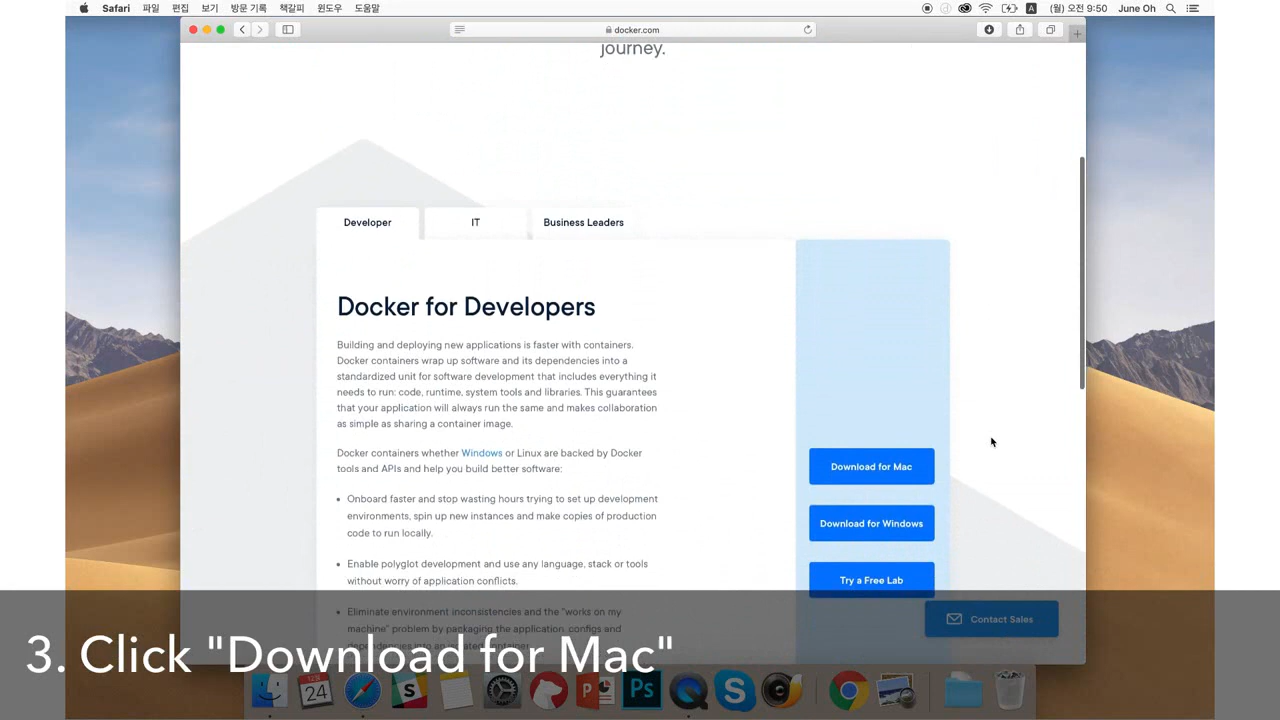 Safari 파일 편집 보기 방문 기록 책갈피 윈도우 도움말 A (월) 오전 9:50 June Oh
docker.com
journey.
Developer IT Business Leaders
Docker for Developers
Building and deploying new applications is faster with containers.
Docker containers wrap up software and its dependencies into a
standardized unit for software development that includes everything it
needs to run: code, runtime, system tools and libraries. This guarantees
that your application will always run the same and makes collaboration
as simple as sharing a container image.
Docker containers whether Windows or Linux are backed by Docker
tools and APIs and help you build better software:
• Onboard faster and stop wasting hours trying to set up development
environments, spin up new instances and make copies of production
code to run locally.
• Enable polyglot development and use any language, stack or tools
without worry of application conflicts.
• Eliminate environment inconsistencies and the "works on my
machine" problem by packaging the application, configs and
Download for Mac
Download for Windows
Try a Free Lab
Contact Sales
3. Click "Download for Mac"
12월
24
S
P
Ps
S